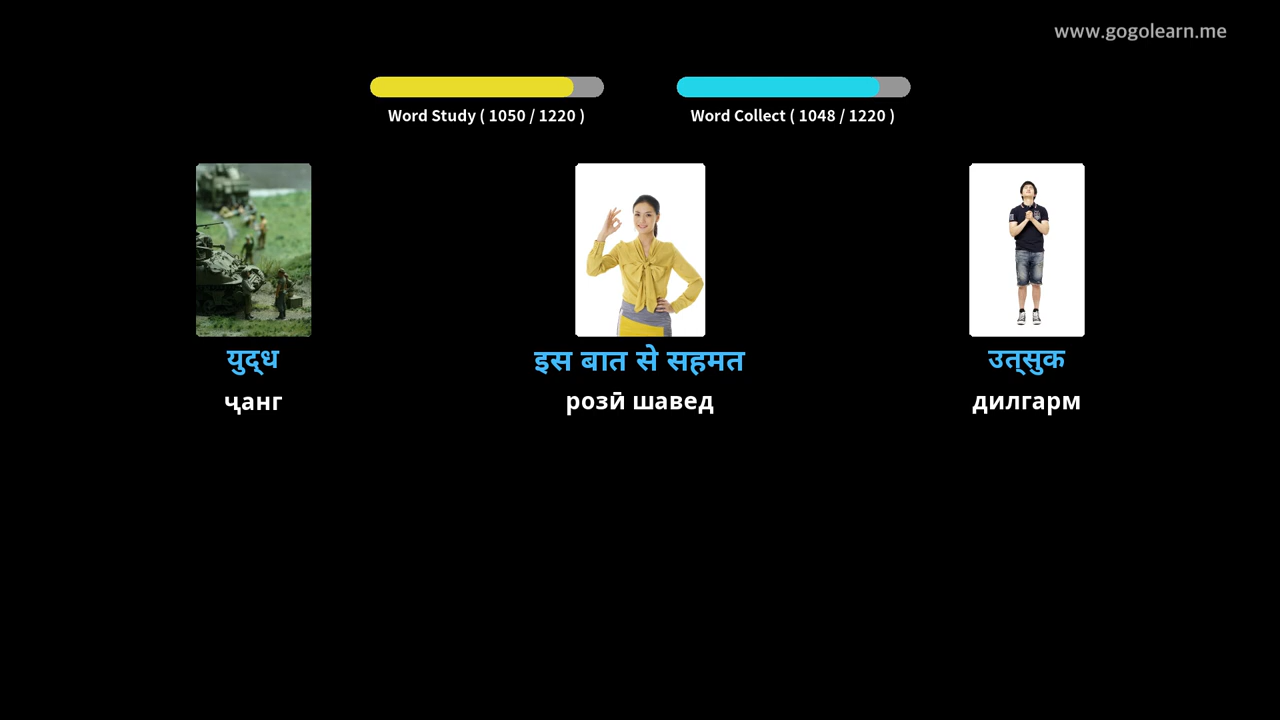 www.gogolearn.me
Word Study ( 1050 / 1220 )
Word Collect ( 1048 / 1220 )
युद्ध
इस बात से सहमत
उत्सुक
ҷанг
розӣ шавед
дилгарм